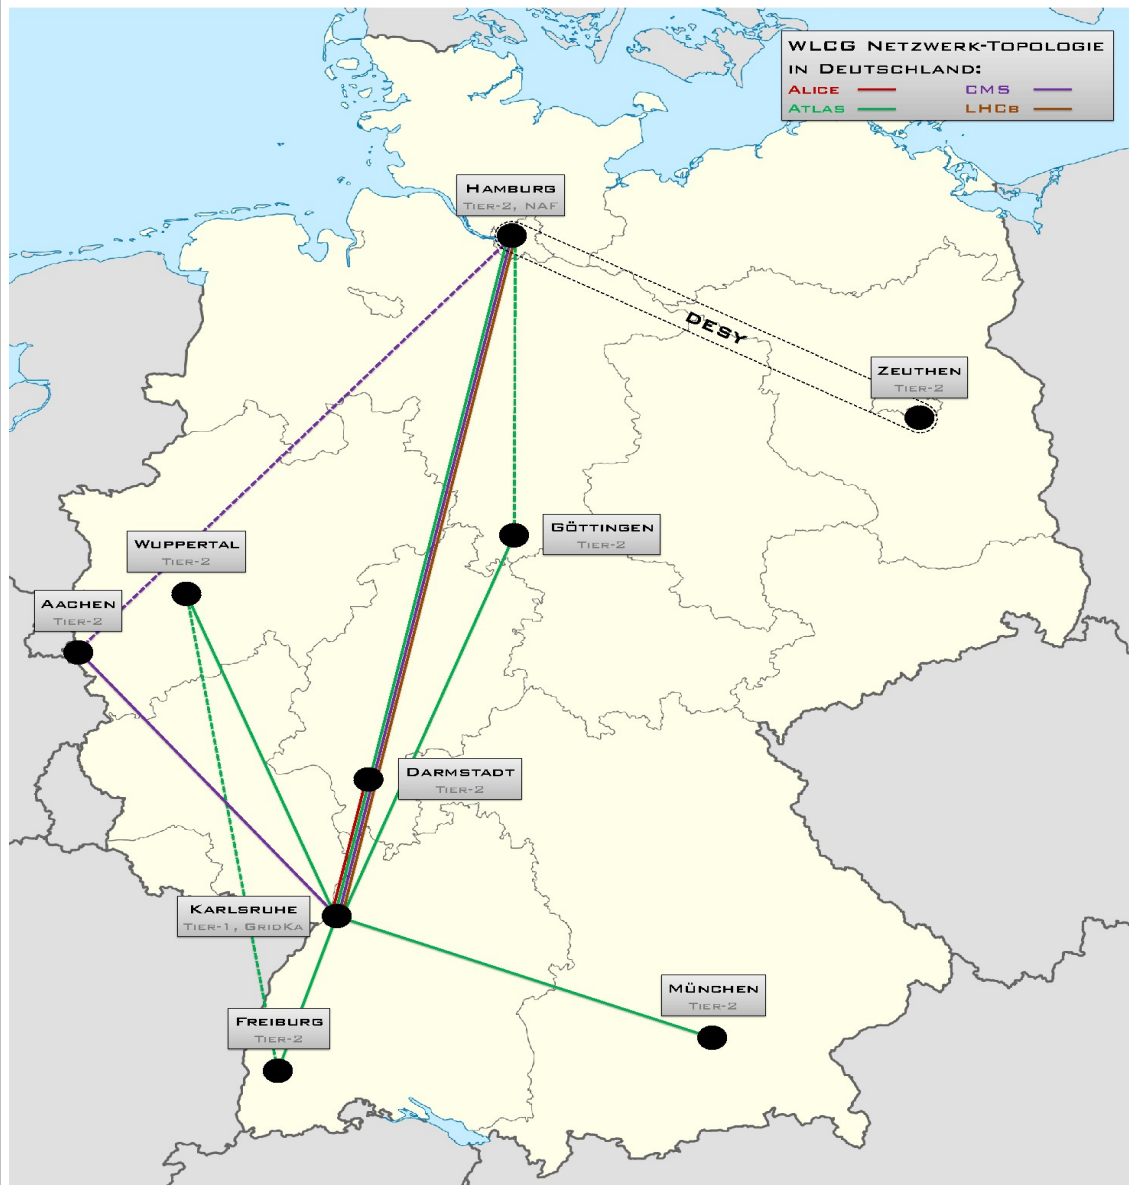 WLCG Netzwerk-Topologie
in Deutschland:
Alice
CMS
Atlas
LHCb
Hamburg
Tier-2, NAF
DESY
Zeuthen
Tier-2
Göttingen
Tier-2
Wuppertal
Tier-2
Aachen
Tier-2
Darmstadt
Tier-2
Karlsruhe
Tier-1, GridKa
München
Tier-2
Freiburg
Tier-2